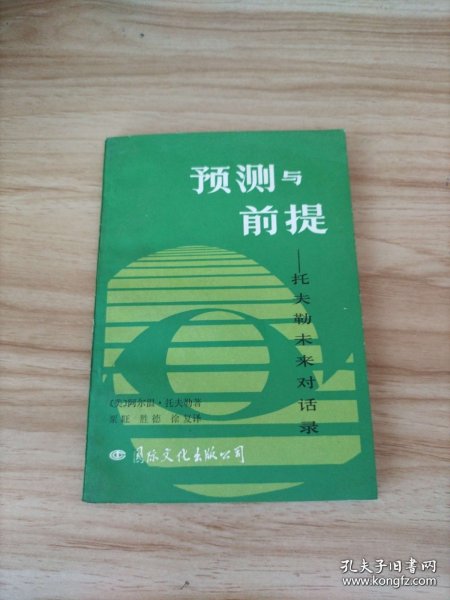 预测与
前提
——托夫勒未来对话录
〔美〕阿尔温·托夫勒著
栗旺 胜德 徐复译
国际文化出版公司
孔夫子旧书网
www.kongfz.com